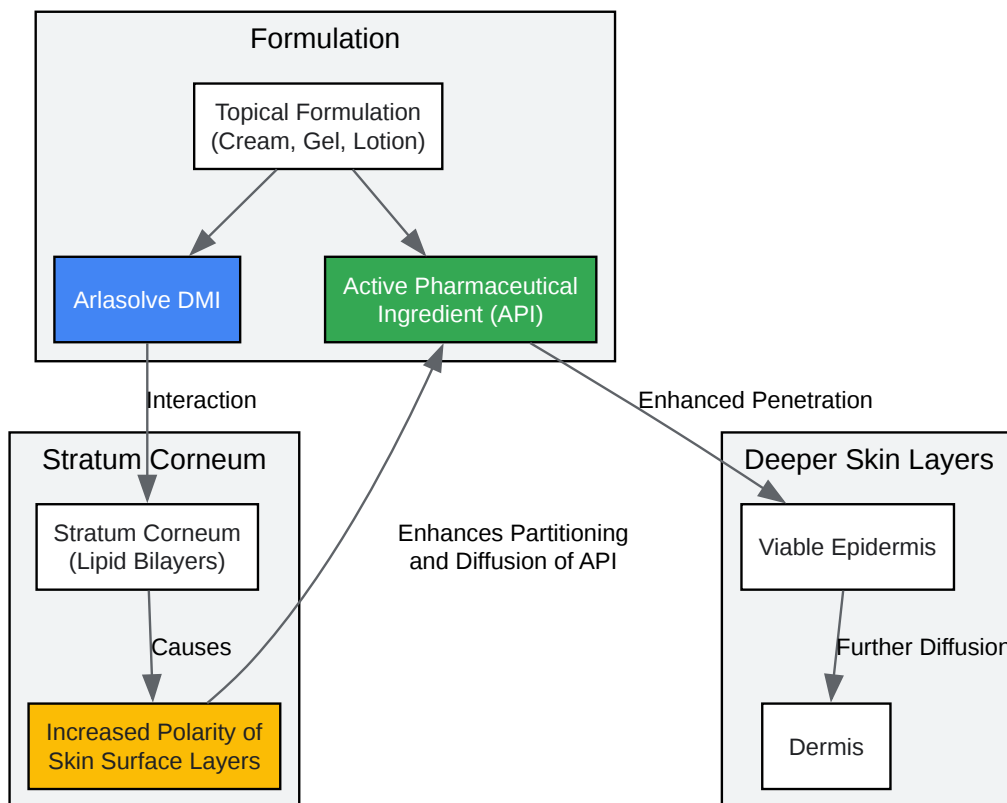 Formulation
Topical Formulation
(Cream, Gel, Lotion)
Arlasolve DMI
Active Pharmaceutical
Ingredient (API)
Interaction
Enhanced Penetration
Stratum Corneum
Deeper Skin Layers
Stratum Corneum
(Lipid Bilayers)
Enhances Partitioning
and Diffusion of API
Viable Epidermis
Causes
Further Diffusion
Increased Polarity of
Skin Surface Layers
Dermis